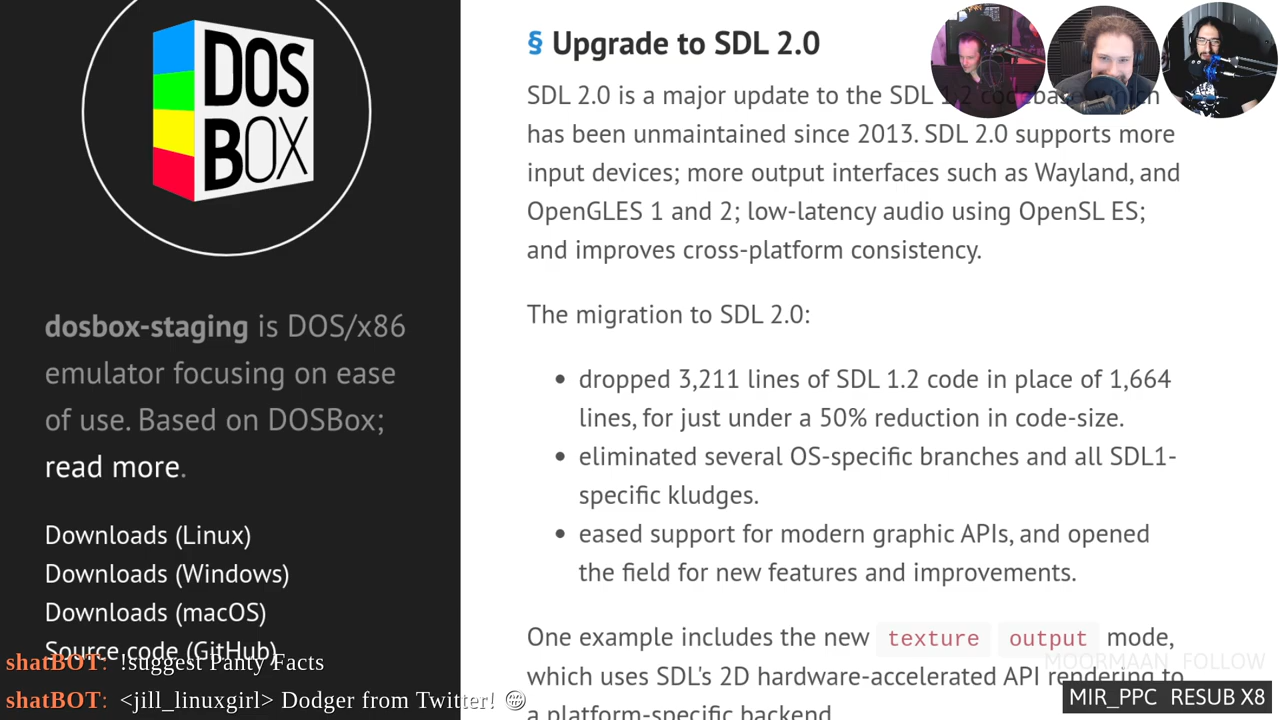 DOS
BOX
dosbox-staging is DOS/x86
emulator focusing on ease
of use. Based on DOSBox;
read more.
Downloads (Linux)
Downloads (Windows)
Downloads (macOS)
Source code (GitHub)
shatBOT: !suggest Panty Facts
shatBOT: <jill_linuxgirl> Dodger from Twitter! 😁
§ Upgrade to SDL 2.0
SDL 2.0 is a major update to the SDL 1.2 codebase, which
has been unmaintained since 2013. SDL 2.0 supports more
input devices; more output interfaces such as Wayland, and
OpenGLES 1 and 2; low-latency audio using OpenSL ES;
and improves cross-platform consistency.
The migration to SDL 2.0:
• dropped 3,211 lines of SDL 1.2 code in place of 1,664
lines, for just under a 50% reduction in code-size.
• eliminated several OS-specific branches and all SDL1-
specific kludges.
• eased support for modern graphic APIs, and opened
the field for new features and improvements.
One example includes the new texture output mode,
which uses SDL's 2D hardware-accelerated API rendering to
a platform-specific backend.
MOORMAAN_ FOLLOW
MIR_PPC RESUB X8